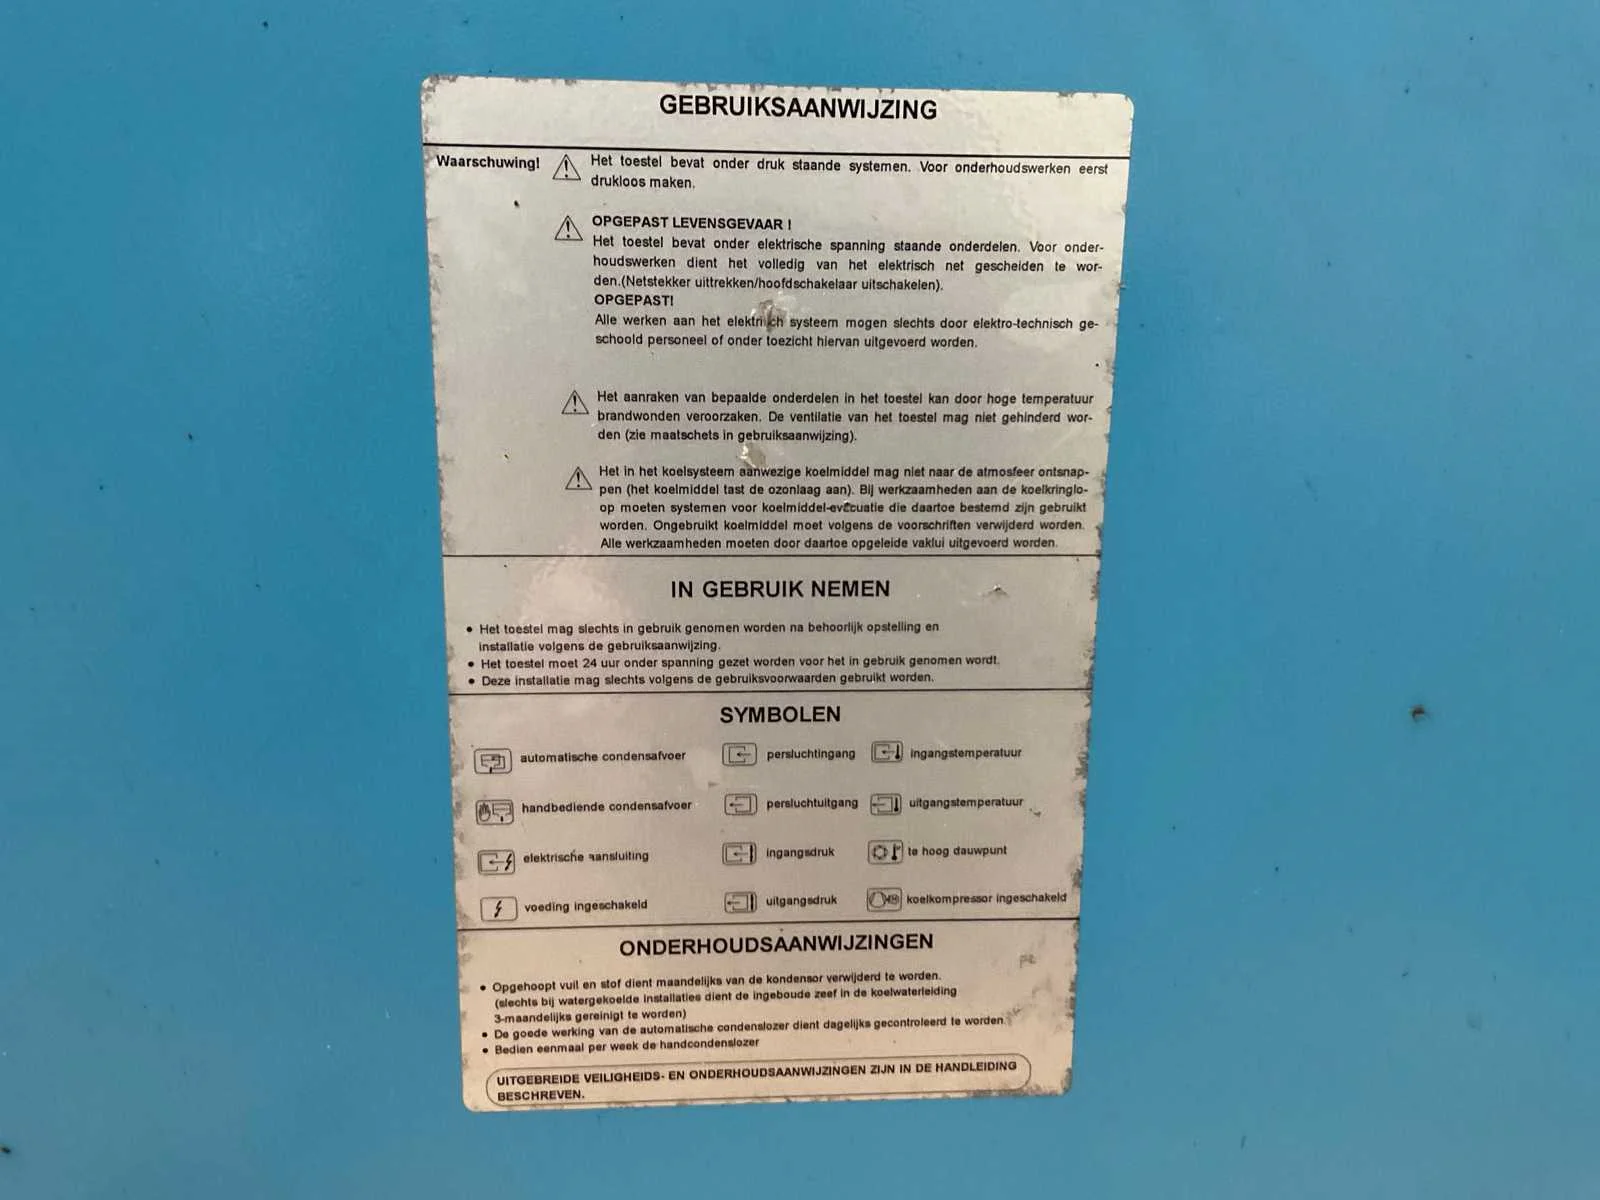 GEBRUIKSAANWIJZING
Waarschuwing!
Het toestel bevat onder druk staande systemen. Voor onderhoudswerken eerst
drukloos maken.
OPGEPAST LEVENSGEVAAR !
Het toestel bevat onder elektrische spanning staande onderdelen. Voor onder-
houdswerken dient het volledig van het elektrisch net gescheiden te wor-
den.(Netstekker uittrekken/hoofdschakelaar uitschakelen).
OPGEPAST!
Alle werken aan het elektrisch systeem mogen slechts door elektro-technisch ge-
schoold personeel of onder toezicht hiervan uitgevoerd worden.
Het aanraken van bepaalde onderdelen in het toestel kan door hoge temperatuur
brandwonden veroorzaken. De ventilatie van het toestel mag niet gehinderd wor-
den (zie maatschets in gebruiksaanwijzing).
Het in het koelsysteem aanwezige koelmiddel mag niet naar de atmosfeer ontsnap-
pen (het koelmiddel tast de ozonlaag aan). Bij werkzaamheden aan de koelkringlo-
op moeten systemen voor koelmiddel-evacuatie die daartoe bestemd zijn gebruikt
worden. Ongebruikt koelmiddel moet volgens de voorschriften verwijderd worden.
Alle werkzaamheden moeten door daartoe opgeleide vaklui uitgevoerd worden.
IN GEBRUIK NEMEN
• Het toestel mag slechts in gebruik genomen worden na behoorlijk opstelling en
installatie volgens de gebruiksaanwijzing.
• Het toestel moet 24 uur onder spanning gezet worden voor het in gebruik genomen wordt.
• Deze installatie mag slechts volgens de gebruiksvoorwaarden gebruikt worden.
SYMBOLEN
automatische condensafvoer
persluchtingang
ingangstemperatuur
handbediende condensafvoer
persluchtuitgang
uitgangstemperatuur
elektrische aansluiting
ingangsdruk
te hoog dauwpunt
voeding ingeschakeld
uitgangsdruk
koelkompressor ingeschakeld
ONDERHOUDSAANWIJZINGEN
• Opgehoopt vuil en stof dient maandelijks van de kondensor verwijderd te worden.
(slechts bij watergekoelde installaties dient de ingeboude zeef in de koelwaterleiding
3-maandelijks gereinigt te worden)
• De goede werking van de automatische condenslozer dient dagelijks gecontroleerd te worden.
• Bedien eenmaal per week de handcondenslozer
UITGEBREIDE VEILIGHEIDS- EN ONDERHOUDSAANWIJZINGEN ZIJN IN DE HANDLEIDING
BESCHREVEN.